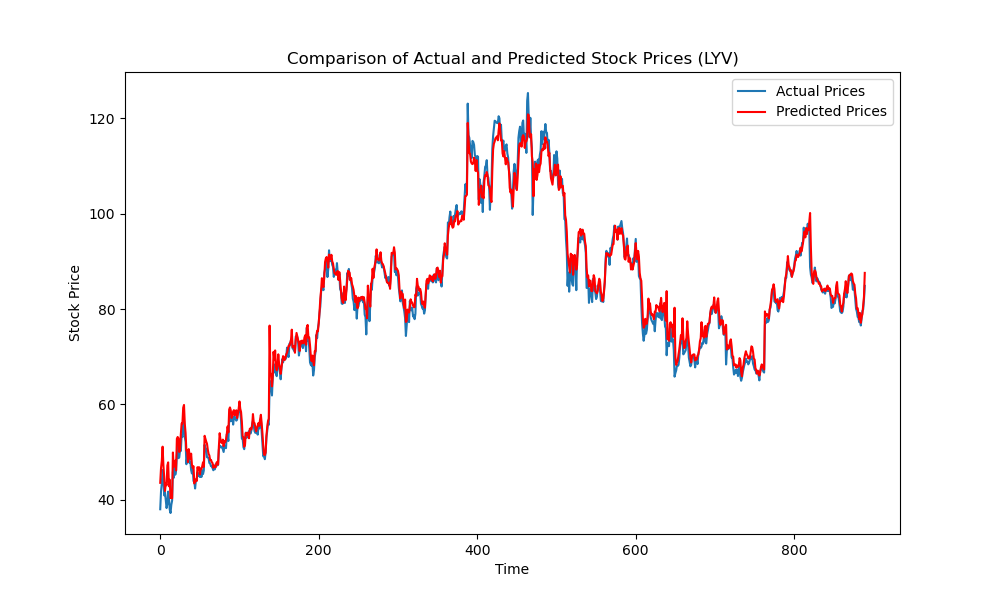 Comparison of Actual and Predicted Stock Prices (LYV)
Actual Prices
Predicted Prices
120
100
80
60
40
Stock Price
0 200 400 600 800
Time